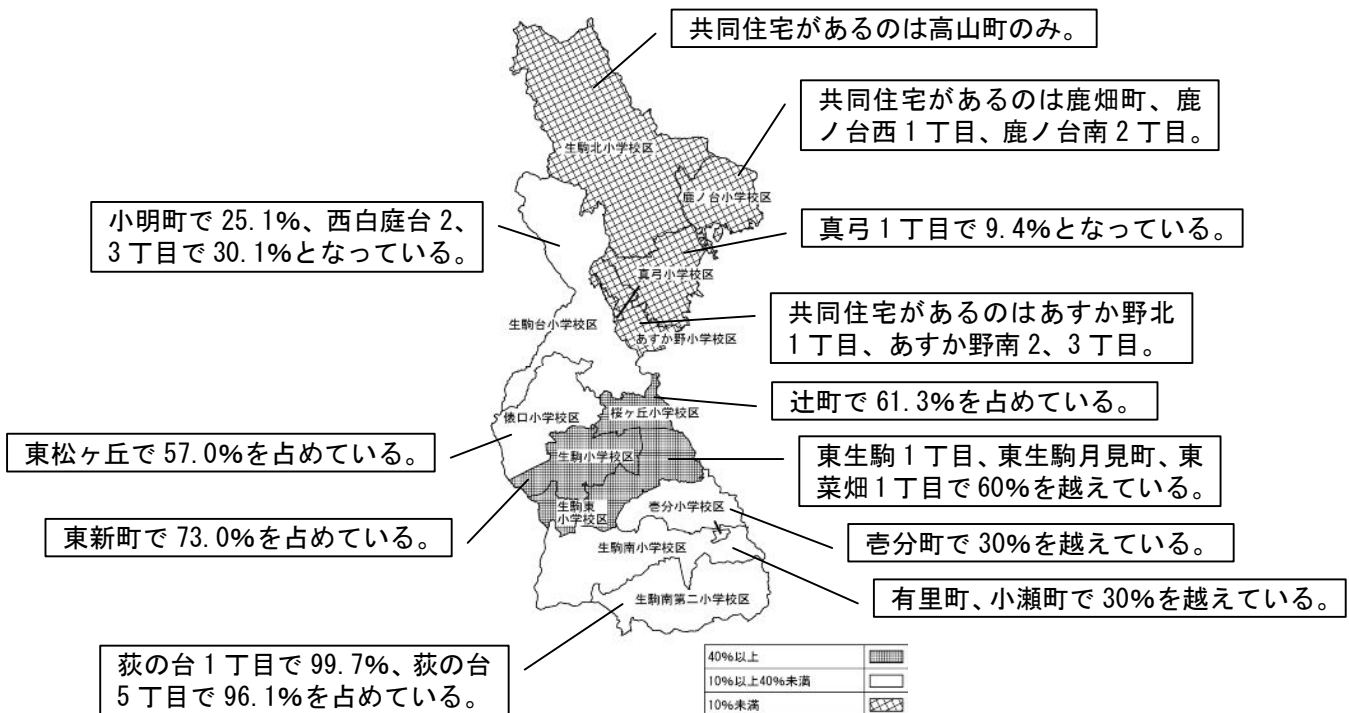 共同住宅があるのは高山町のみ。
共同住宅があるのは鹿畑町、鹿
ノ台西1丁目、鹿ノ台南2丁目。
生駒北小学校区
鹿ノ台小学校区
小明町で25.1%、西白庭台2、
3丁目で30.1%となっている。
真弓1丁目で9.4%となっている。
真弓小学校区
共同住宅があるのはあすか野北
1丁目、あすか野南2、3丁目。
生駒台小学校区
あすか野小学校区
辻町で61.3%を占めている。
俵口小学校区
桜ヶ丘小学校区
東松ヶ丘で57.0%を占めている。
生駒小学校区
東生駒1丁目、東生駒月見町、東
菜畑1丁目で60%を越えている。
生駒東
小学校区
壱分小学校区
東新町で73.0%を占めている。
壱分町で30%を越えている。
生駒南小学校区
有里町、小瀬町で30%を越えている。
生駒南第二小学校区
荻の台1丁目で99.7%、荻の台
5丁目で96.1%を占めている。
40%以上
10%以上40%未満
10%未満